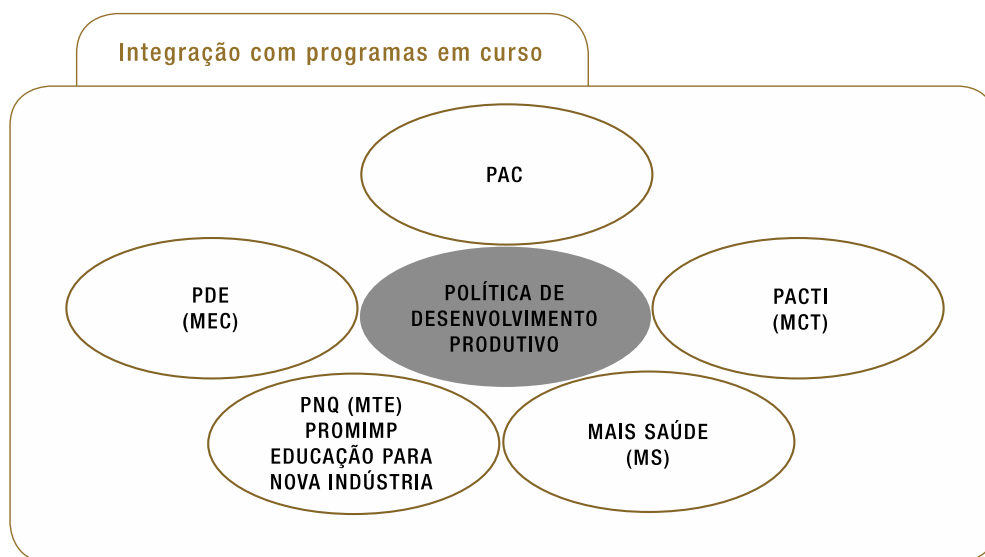 Integração com programas em curso
PAC
PDE
(MEC)
POLÍTICA DE
DESENVOLVIMENTO
PRODUTIVO
PACTI
(MCT)
PNQ (MTE)
PROMIMP
EDUCAÇÃO PARA
NOVA INDÚSTRIA
MAIS SAÚDE
(MS)